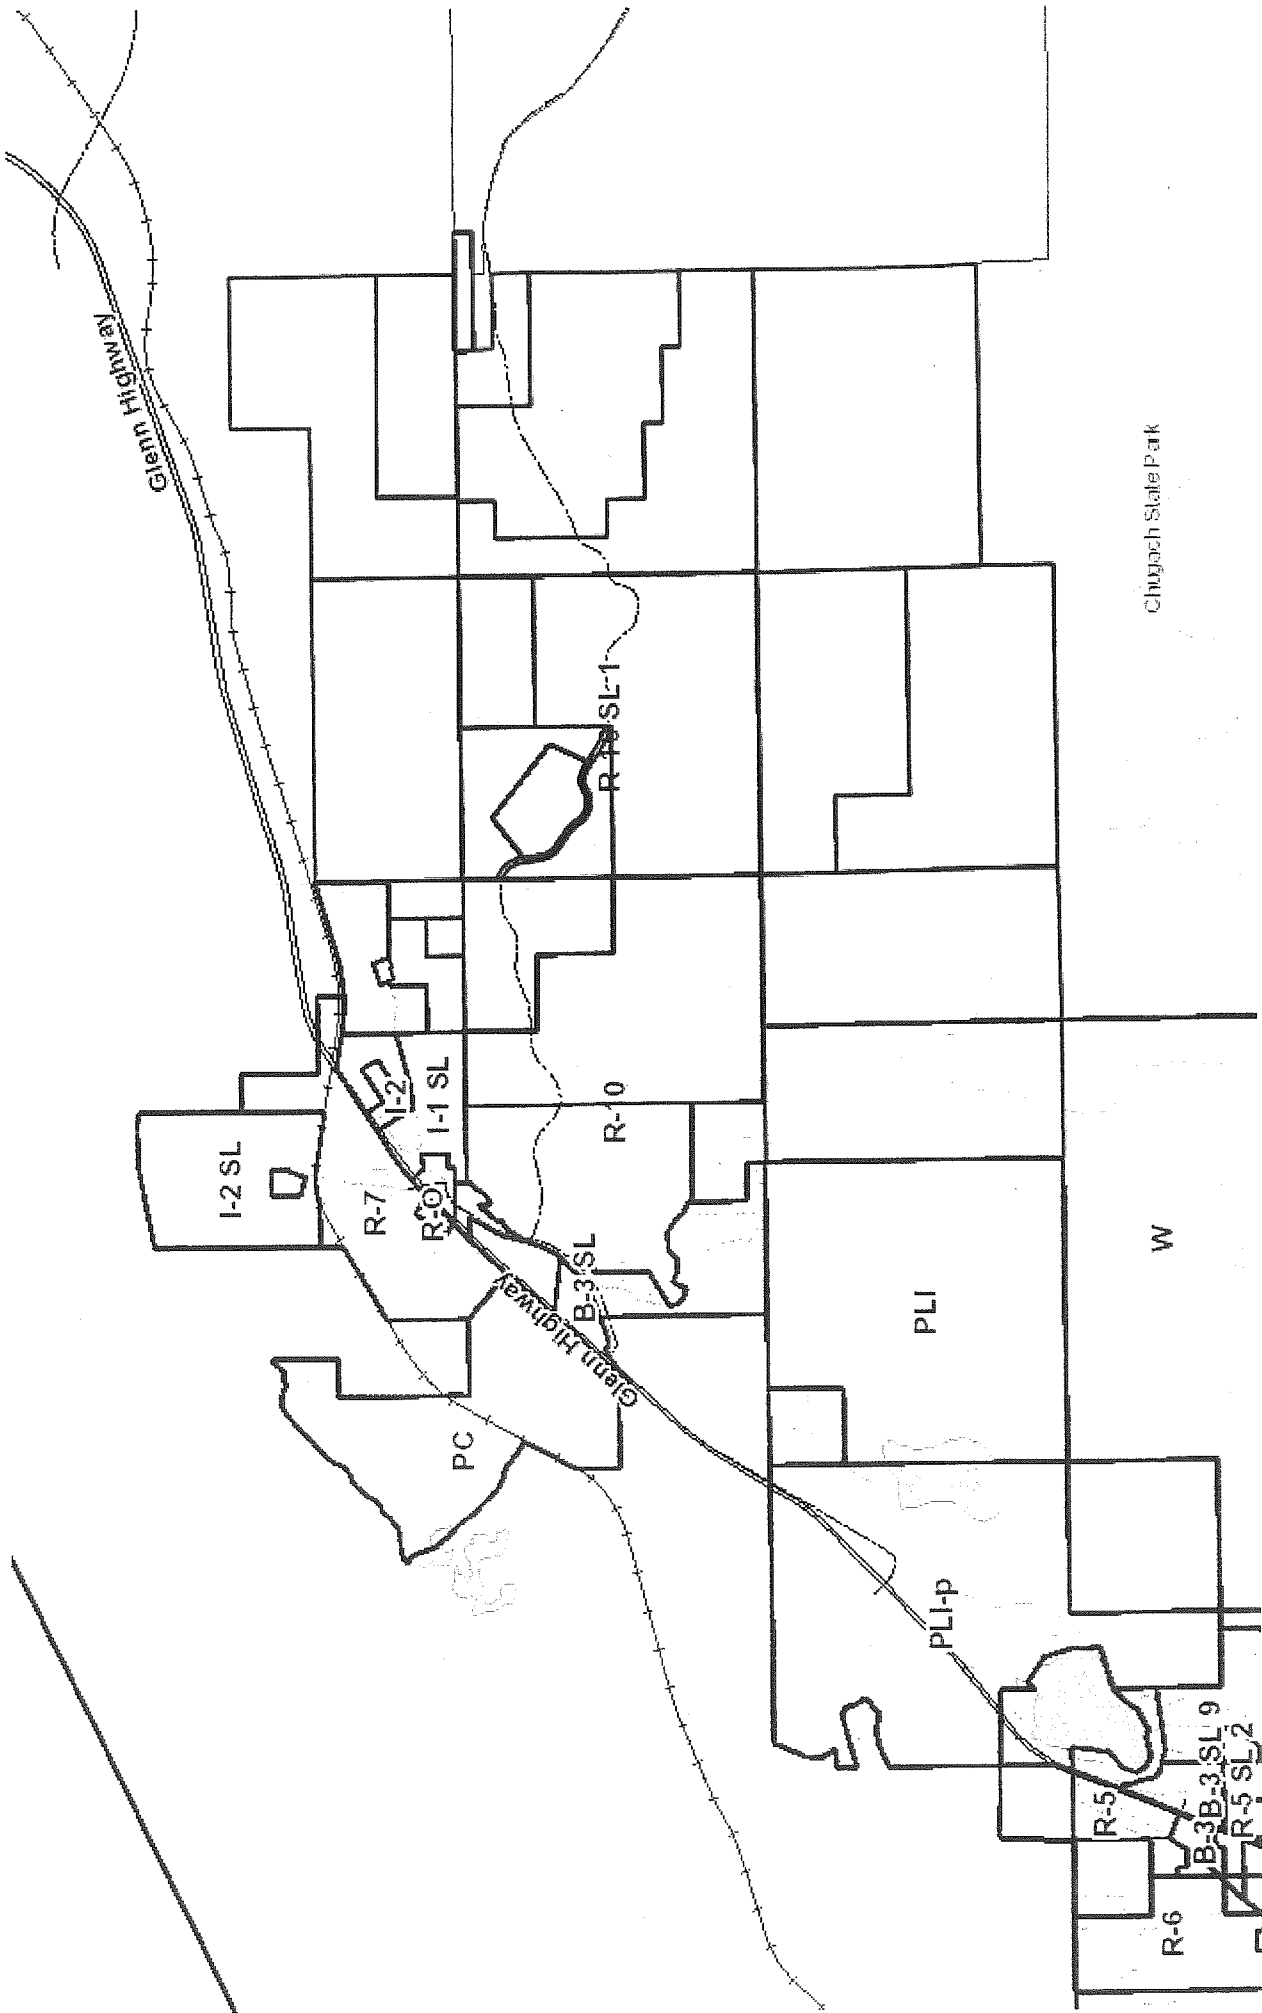 Glenn Highway
I-2 SL
R-7
I-2
R-O
I-1 SL
PC
Glenn Highway
B-3 SL
R-10
SL-1
PLI
PLI-p
R-5
Chugach State Park
W
R-6
B-3
B-3 SL 9
R-5 SL 2